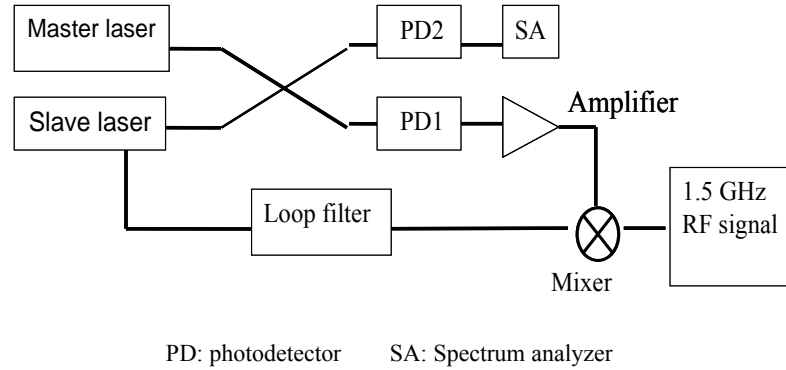 Master laser
PD2
SA
Slave laser
PD1
Amplifier
Loop filter
1.5 GHz
RF signal
Mixer
PD: photodetector SA: Spectrum analyzer